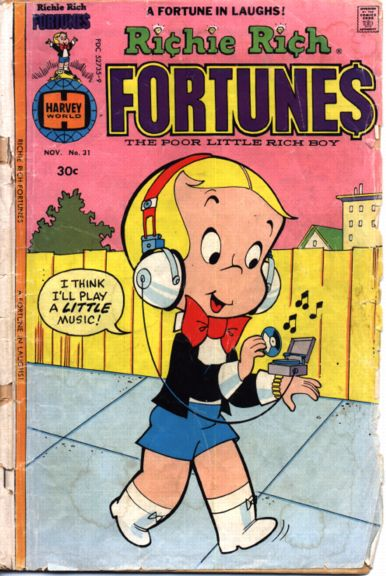 Richie Rich
FORTUNES
A FORTUNE IN LAUGHS!
Richie Rich
FORTUNE$
THE POOR LITTLE RICH BOY
HARVEY
WORLD
NOV. No. 31
30¢
RICHIE RICH FORTUNES
A FORTUNE IN LAUGHS!
I THINK
I'LL PLAY
A LITTLE
MUSIC!